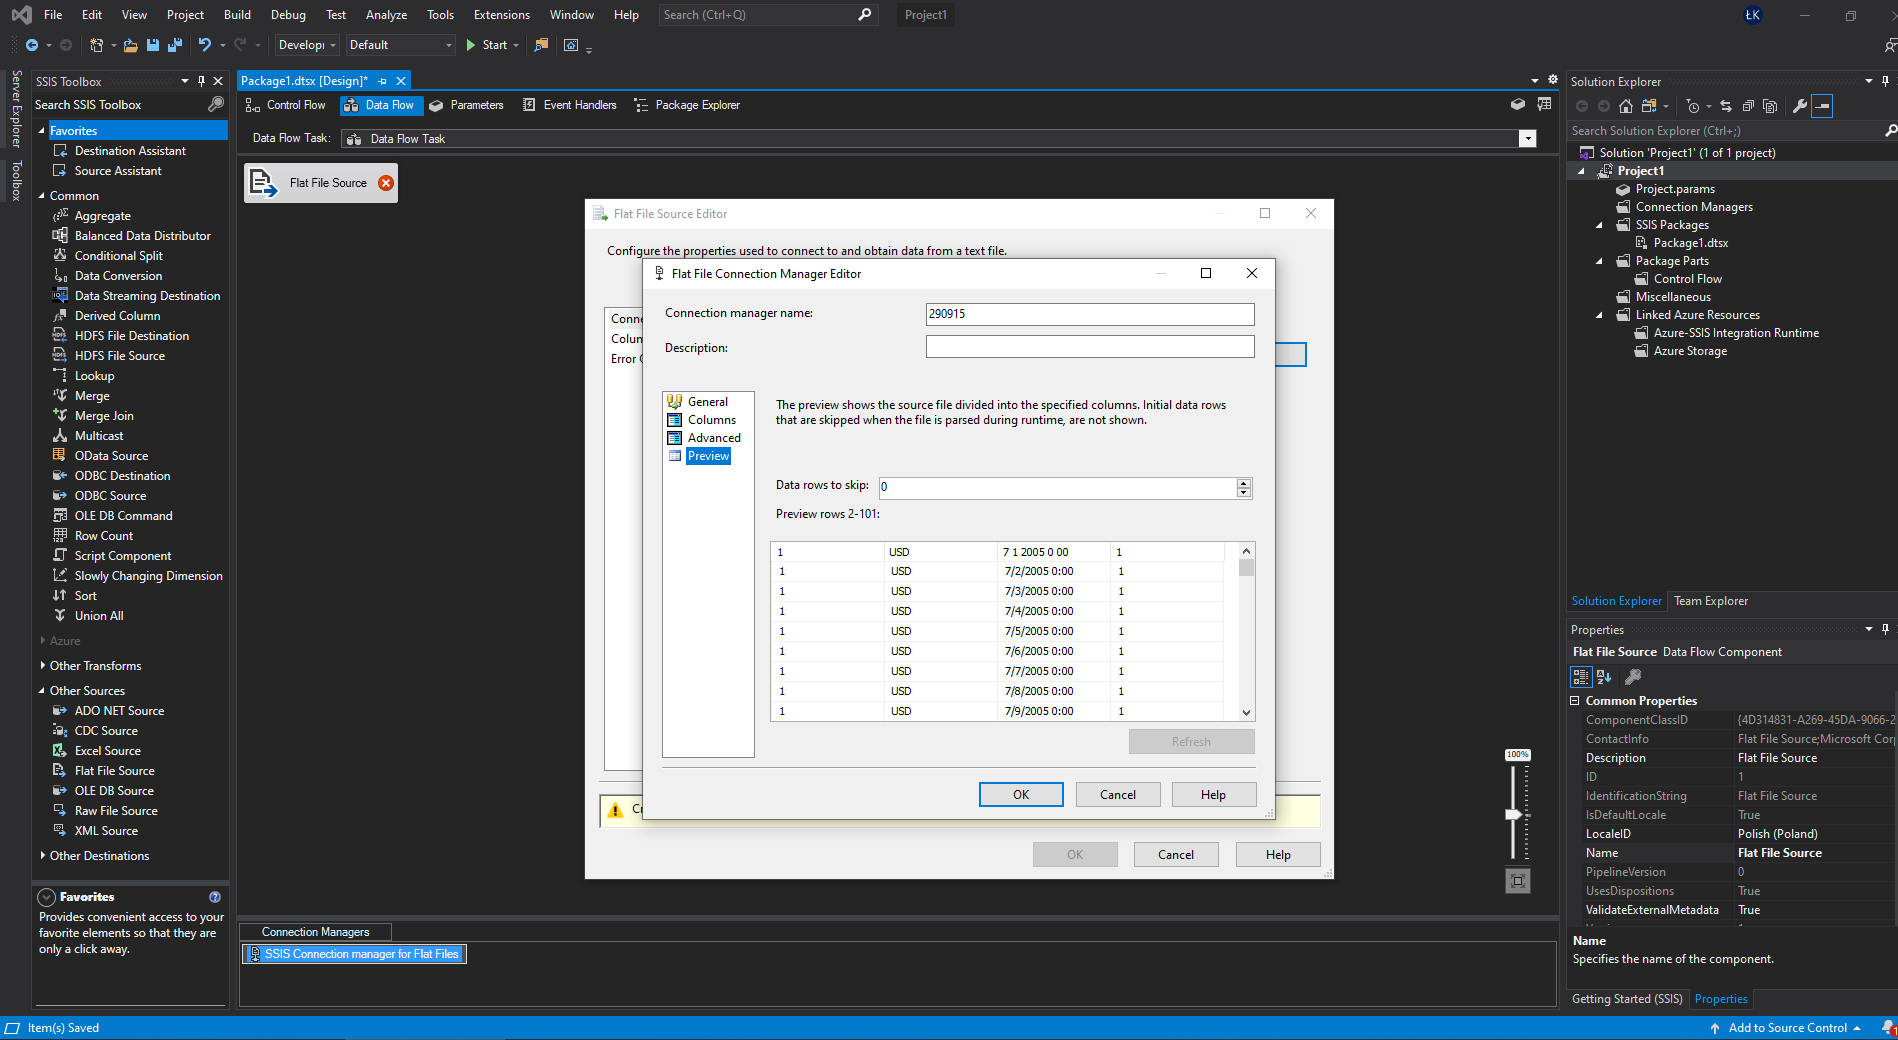 File Edit View Project Build Debug Test Analyze Tools Extensions Window Help Search (Ctrl+Q) Project1 ŁK
Developi Default Start
Server Explorer
Toolbox
SSIS Toolbox
Search SSIS Toolbox
Favorites
Destination Assistant
Source Assistant
Common
Aggregate
Balanced Data Distributor
Conditional Split
Data Conversion
Data Streaming Destination
Derived Column
HDFS File Destination
HDFS File Source
Lookup
Merge
Merge Join
Multicast
OData Source
ODBC Destination
ODBC Source
OLE DB Command
Row Count
Script Component
Slowly Changing Dimension
Sort
Union All
Azure
Other Transforms
Other Sources
ADO NET Source
CDC Source
Excel Source
Flat File Source
OLE DB Source
Raw File Source
XML Source
Other Destinations
Favorites
Provides convenient access to your
favorite elements so that they are
only a click away.
Package1.dtsx [Design]*
Control Flow Data Flow Parameters Event Handlers Package Explorer
Data Flow Task: Data Flow Task
Flat File Source
Flat File Source Editor
Configure the properties used to connect to and obtain data from a text file.
Conne
Colun
Error C
Flat File Connection Manager Editor
Connection manager name: 290915
Description:
General
Columns
Advanced
Preview
The preview shows the source file divided into the specified columns. Initial data rows
that are skipped when the file is parsed during runtime, are not shown.
Data rows to skip: 0
Preview rows 2-101:
1 USD 7 1 2005 0 00 1
1 USD 7/2/2005 0:00 1
1 USD 7/3/2005 0:00 1
1 USD 7/4/2005 0:00 1
1 USD 7/5/2005 0:00 1
1 USD 7/6/2005 0:00 1
1 USD 7/7/2005 0:00 1
1 USD 7/8/2005 0:00 1
1 USD 7/9/2005 0:00 1
Refresh
OK Cancel Help
OK Cancel Help
100%
Connection Managers
SSIS Connection manager for Flat Files
Solution Explorer
Search Solution Explorer (Ctrl+;)
Solution 'Project1' (1 of 1 project)
Project1
Project.params
Connection Managers
SSIS Packages
Package1.dtsx
Package Parts
Control Flow
Miscellaneous
Linked Azure Resources
Azure-SSIS Integration Runtime
Azure Storage
Solution Explorer Team Explorer
Properties
Flat File Source Data Flow Component
Common Properties
ComponentClassID {4D314831-A269-45DA-9066-2
ContactInfo Flat File Source;Microsoft Cor
Description Flat File Source
ID 1
IdentificationString Flat File Source
IsDefaultLocale True
LocaleID Polish (Poland)
Name Flat File Source
PipelineVersion 0
UsesDispositions True
ValidateExternalMetadata True
Name
Specifies the name of the component.
Getting Started (SSIS) Properties
Item(s) Saved
Add to Source Control